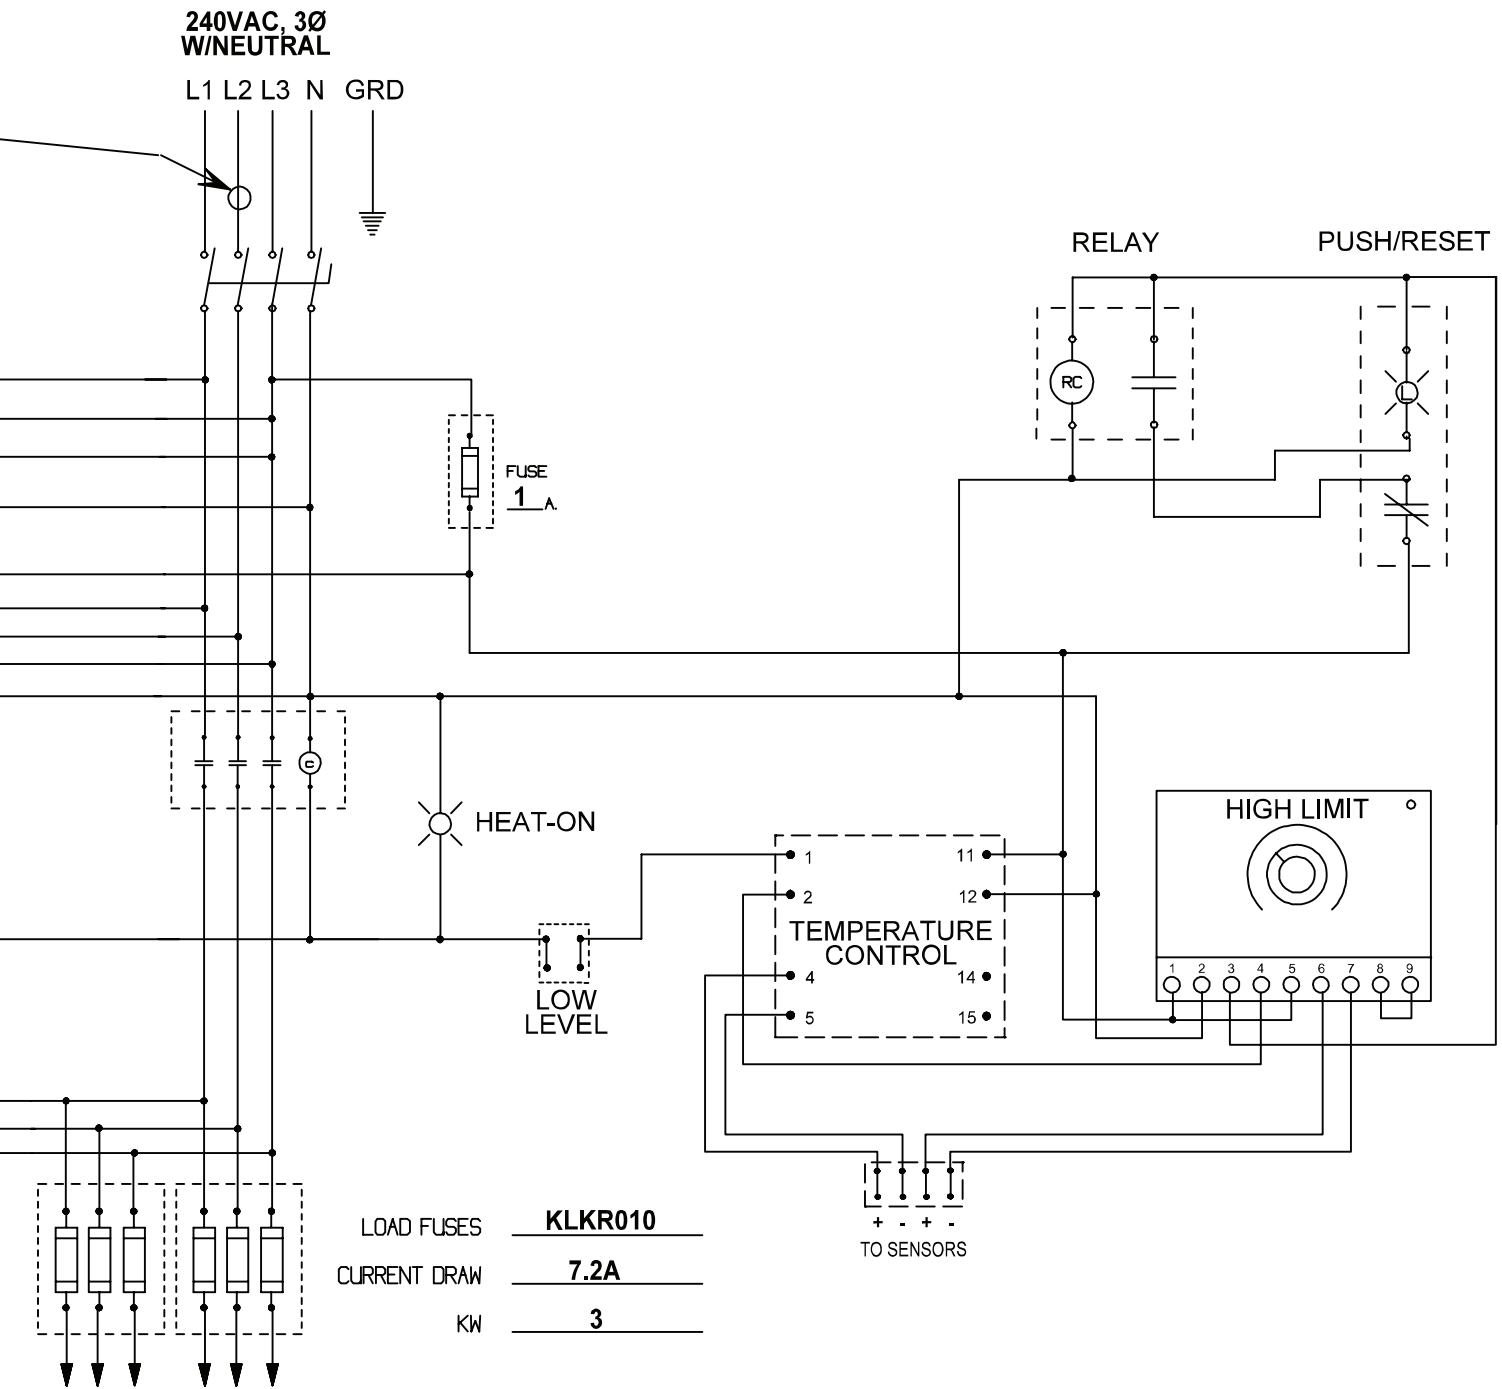 240VAC, 3Ø
W/NEUTRAL
L1 L2 L3 N GRD
RELAY
PUSH/RESET
RC
L
FUSE
1 A.
C
HEAT-ON
HIGH LIMIT
1 2 3 4 5 6 7 8 9
1 11
2 12
TEMPERATURE
CONTROL
4 14
5 15
LOW
LEVEL
+ - + -
TO SENSORS
LOAD FUSES KLKR010
CURRENT DRAW 7.2A
KW 3